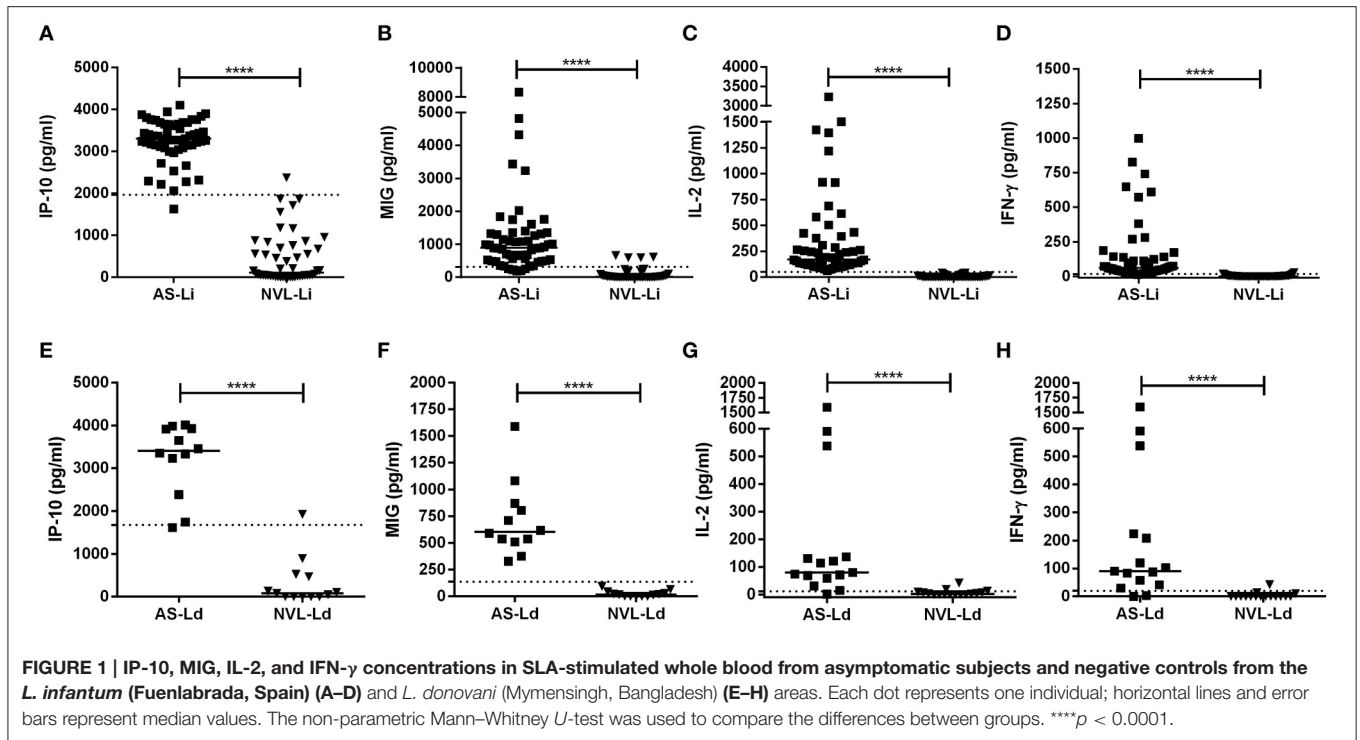 A
IP-10 (pg/ml)
5000
4000
3000
2000
1000
0
****
AS-Li
NVL-Li
B
MIG (pg/ml)
10000
8000
6000
5000
4000
3000
2000
1000
0
****
AS-Li
NVL-Li
C
IL-2 (pg/ml)
4000
3500
3000
2500
1500
1250
1000
750
500
250
0
****
AS-Li
NVL-Li
D
IFN-γ (pg/ml)
1500
1250
1000
750
500
250
0
****
AS-Li
NVL-Li
E
IP-10 (pg/ml)
5000
4000
3000
2000
1000
0
****
AS-Ld
NVL-Ld
F
MIG (pg/ml)
2000
1750
1500
1250
1000
750
500
250
0
****
AS-Ld
NVL-Ld
G
IL-2 (pg/ml)
2000
1750
1500
600
500
400
300
200
100
0
****
AS-Ld
NVL-Ld
H
IFN-γ (pg/ml)
2000
1750
1500
600
500
400
300
200
100
0
****
AS-Ld
NVL-Ld
FIGURE 1 | IP-10, MIG, IL-2, and IFN-γ concentrations in SLA-stimulated whole blood from asymptomatic subjects and negative controls from the
L. infantum (Fuenlabrada, Spain) (A–D) and L. donovani (Mymensingh, Bangladesh) (E–H) areas. Each dot represents one individual; horizontal lines and error
bars represent median values. The non-parametric Mann–Whitney U-test was used to compare the differences between groups. ****p < 0.0001.